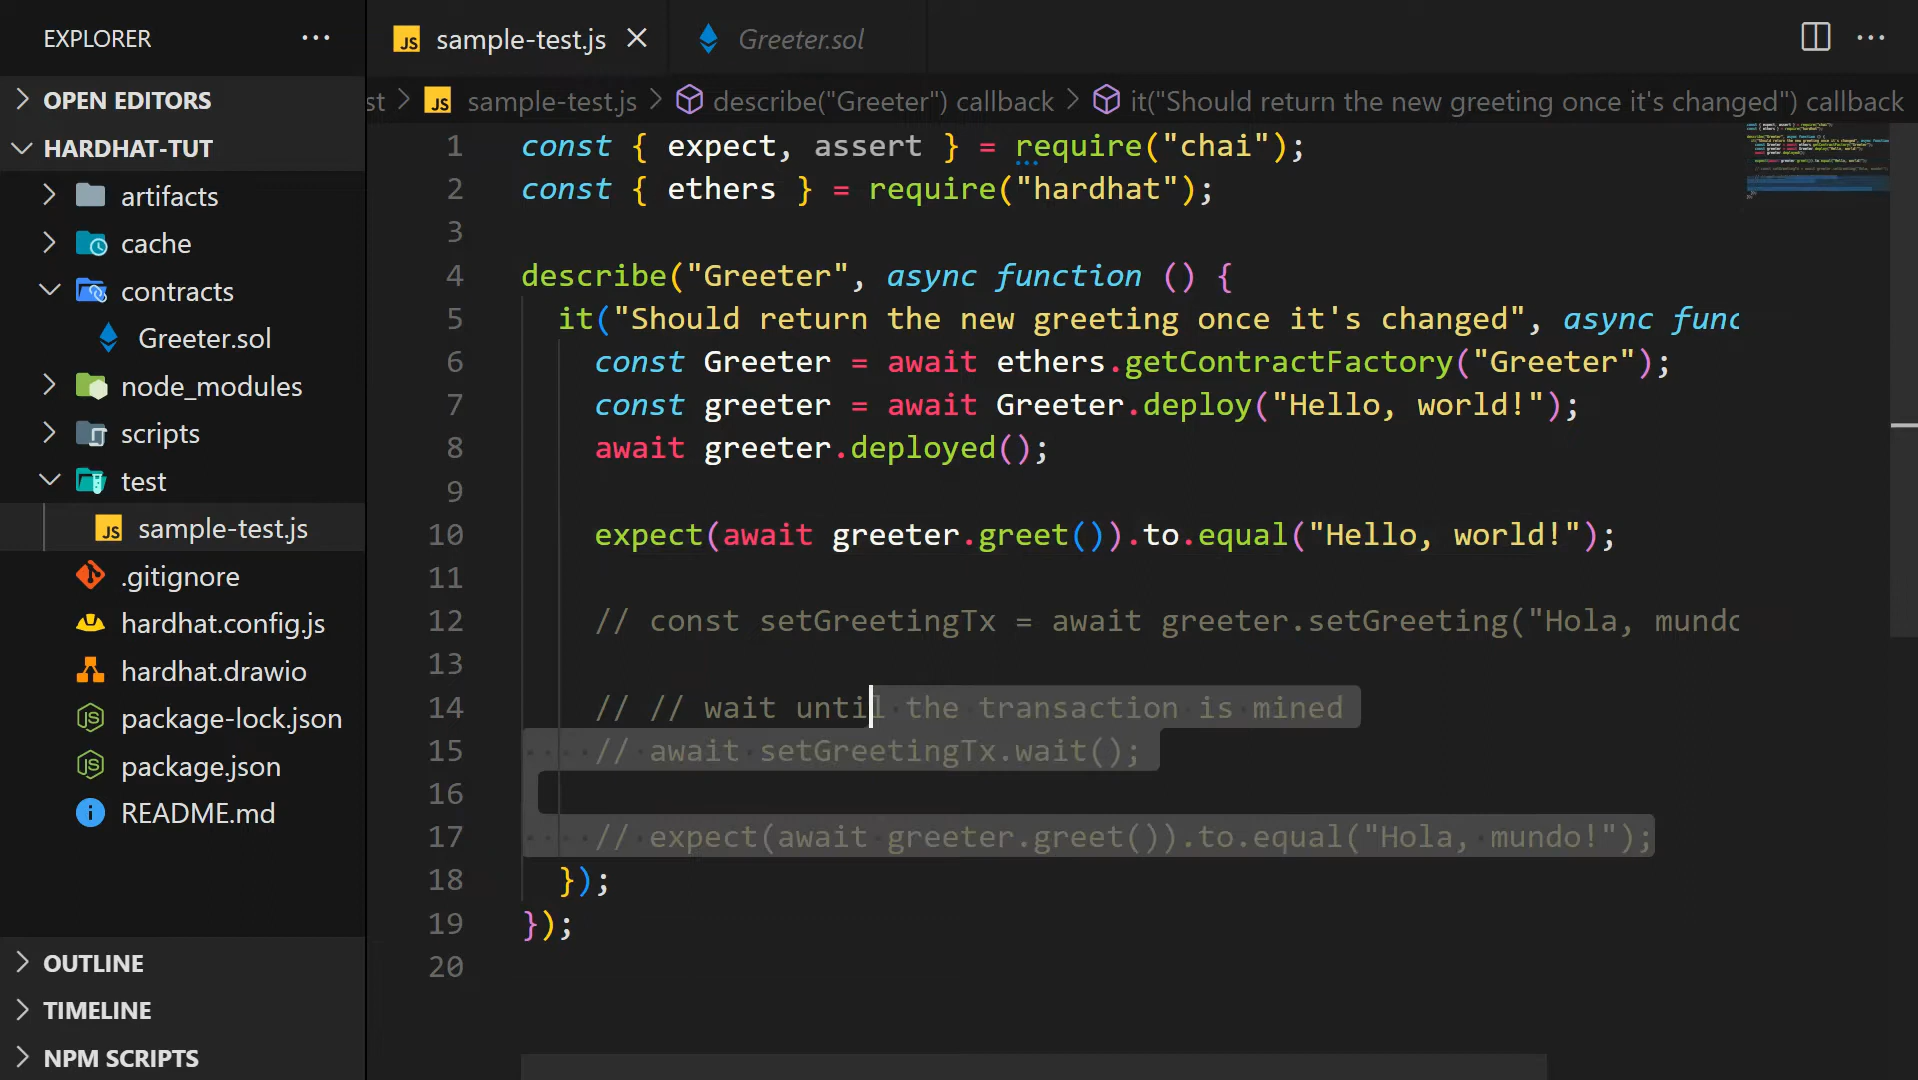 EXPLORER
OPEN EDITORS
HARDHAT-TUT
artifacts
cache
contracts
Greeter.sol
node_modules
scripts
test
sample-test.js
.gitignore
hardhat.config.js
hardhat.drawio
package-lock.json
package.json
README.md
OUTLINE
TIMELINE
NPM SCRIPTS
JS sample-test.js Greeter.sol
st > JS sample-test.js > describe("Greeter") callback > it("Should return the new greeting once it's changed") callback
1 const { expect, assert } = require("chai");
2 const { ethers } = require("hardhat");
3
4 describe("Greeter", async function () {
5 it("Should return the new greeting once it's changed", async func
6 const Greeter = await ethers.getContractFactory("Greeter");
7 const greeter = await Greeter.deploy("Hello, world!");
8 await greeter.deployed();
9
10 expect(await greeter.greet()).to.equal("Hello, world!");
11
12 // const setGreetingTx = await greeter.setGreeting("Hola, mundo
13
14 // // wait until the transaction is mined
15 // await setGreetingTx.wait();
16
17 // expect(await greeter.greet()).to.equal("Hola, mundo!");
18 });
19 });
20